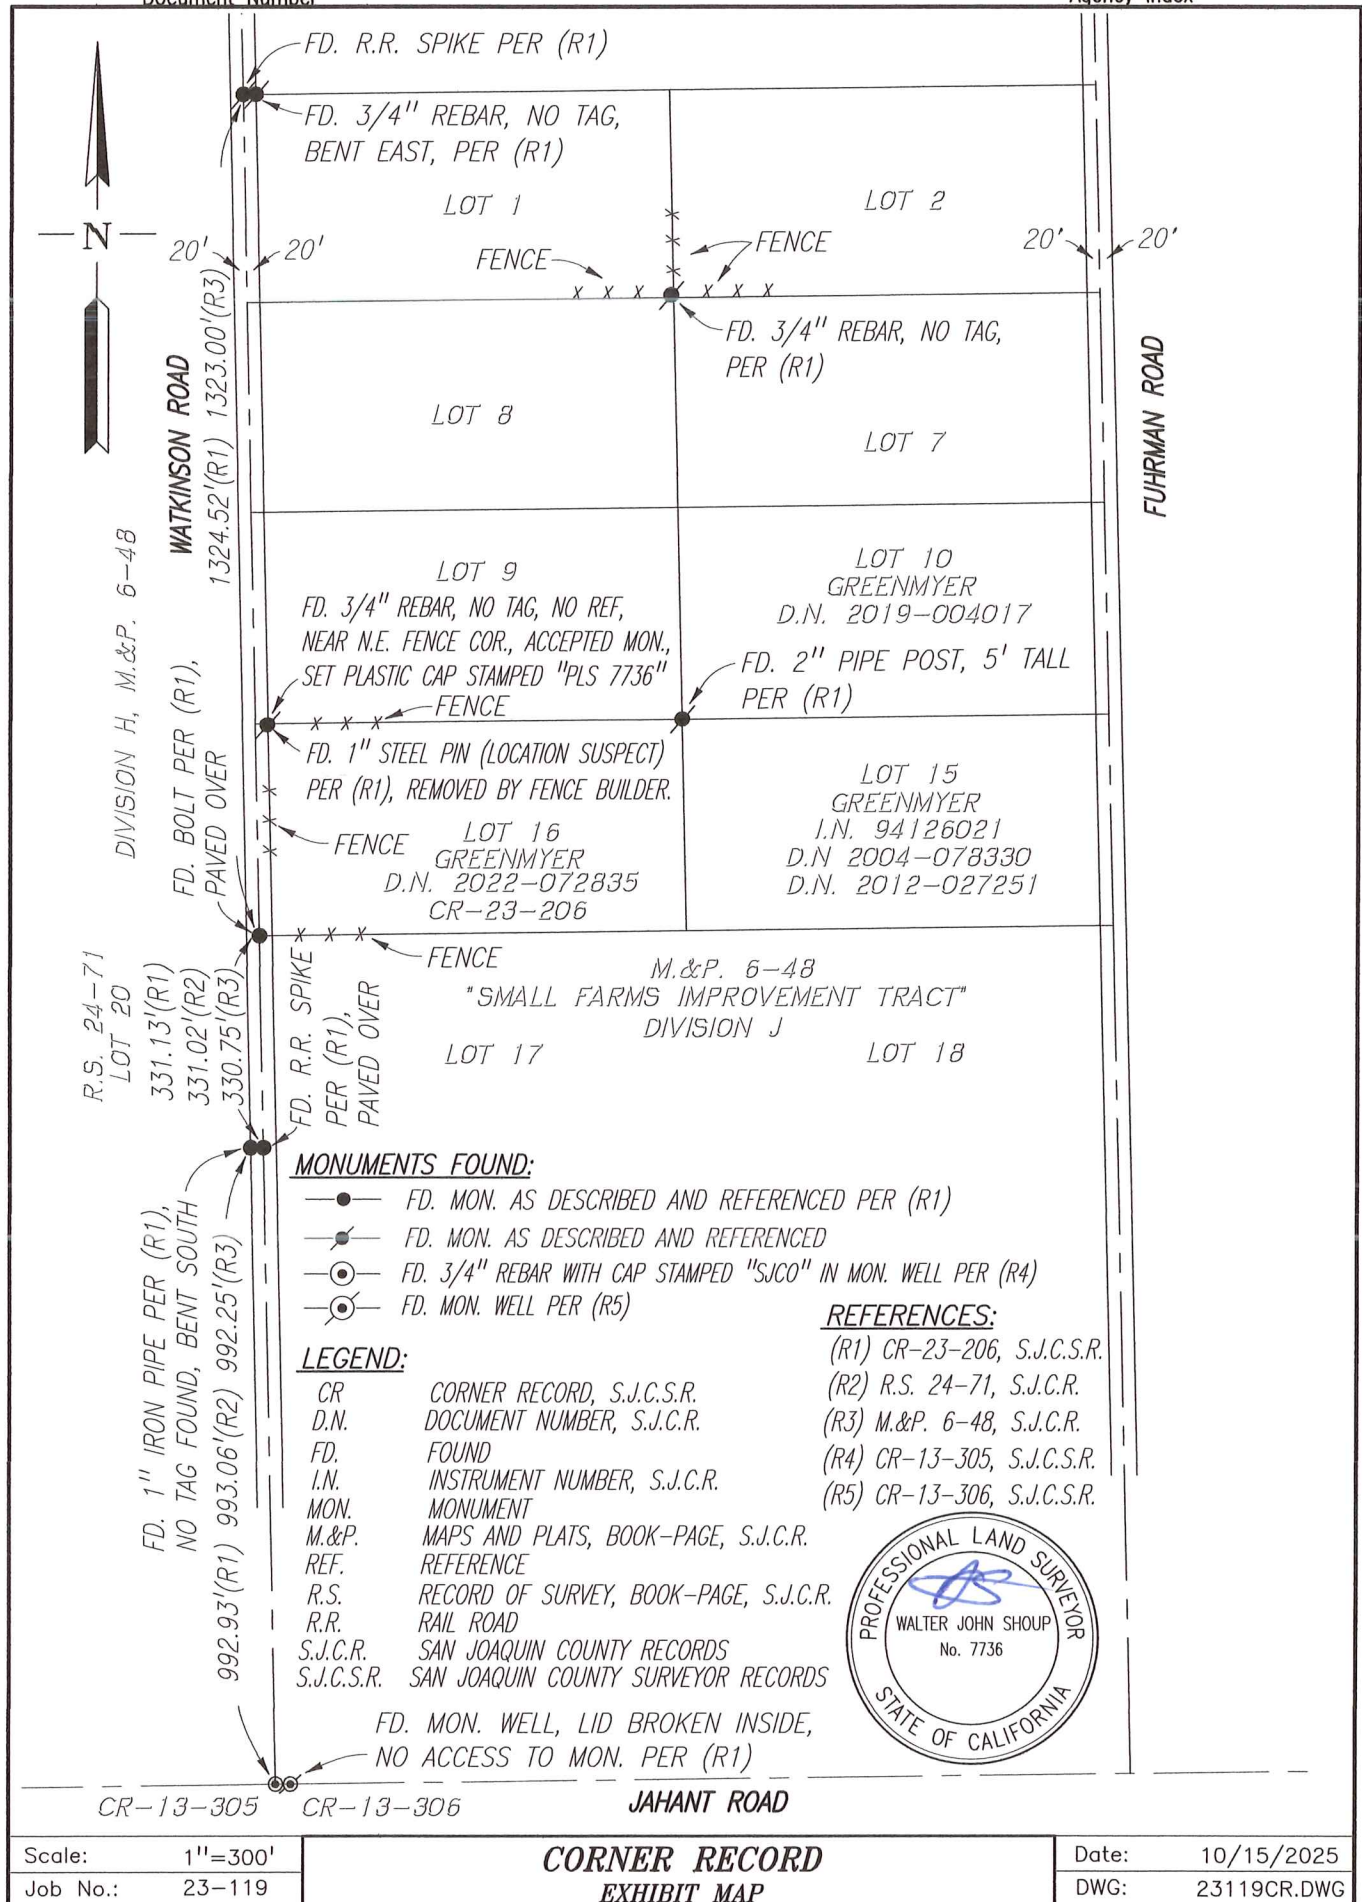 Document Number
Agency Index
FD. R.R. SPIKE PER (R1)
FD. 3/4" REBAR, NO TAG,
BENT EAST, PER (R1)
LOT 1
LOT 2
N
20'
20'
FENCE
FENCE
20'
20'
FD. 3/4" REBAR, NO TAG,
PER (R1)
WATKINSON ROAD
1324.52'(R1) 1323.00'(R3)
FUHRMAN ROAD
LOT 8
LOT 7
DIVISION H, M.&P. 6-48
LOT 9
LOT 10
GREENMYER
D.N. 2019-004017
FD. 3/4" REBAR, NO TAG, NO REF,
NEAR N.E. FENCE COR., ACCEPTED MON.,
SET PLASTIC CAP STAMPED "PLS 7736"
FENCE
FD. 2" PIPE POST, 5' TALL
PER (R1)
FD. BOLT PER (R1),
PAVED OVER
FD. 1" STEEL PIN (LOCATION SUSPECT)
PER (R1), REMOVED BY FENCE BUILDER.
FENCE
LOT 16
GREENMYER
D.N. 2022-072835
CR-23-206
LOT 15
GREENMYER
I.N. 94126021
D.N 2004-078330
D.N. 2012-027251
FENCE
R.S. 24-71
LOT 20
331.13'(R1)
331.02'(R2)
330.75'(R3)
FD. R.R. SPIKE
PER (R1),
PAVED OVER
M.&P. 6-48
"SMALL FARMS IMPROVEMENT TRACT"
DIVISION J
LOT 17
LOT 18
FD. 1" IRON PIPE PER (R1),
NO TAG FOUND, BENT SOUTH
992.93'(R1) 993.06'(R2) 992.25'(R3)
MONUMENTS FOUND:
FD. MON. AS DESCRIBED AND REFERENCED PER (R1)
FD. MON. AS DESCRIBED AND REFERENCED
FD. 3/4" REBAR WITH CAP STAMPED "SJCO" IN MON. WELL PER (R4)
FD. MON. WELL PER (R5)
REFERENCES:
(R1) CR-23-206, S.J.C.S.R.
(R2) R.S. 24-71, S.J.C.R.
(R3) M.&P. 6-48, S.J.C.R.
(R4) CR-13-305, S.J.C.S.R.
(R5) CR-13-306, S.J.C.S.R.
LEGEND:
CR CORNER RECORD, S.J.C.S.R.
D.N. DOCUMENT NUMBER, S.J.C.R.
FD. FOUND
I.N. INSTRUMENT NUMBER, S.J.C.R.
MON. MONUMENT
M.&P. MAPS AND PLATS, BOOK-PAGE, S.J.C.R.
REF. REFERENCE
R.S. RECORD OF SURVEY, BOOK-PAGE, S.J.C.R.
R.R. RAIL ROAD
S.J.C.R. SAN JOAQUIN COUNTY RECORDS
S.J.C.S.R. SAN JOAQUIN COUNTY SURVEYOR RECORDS
PROFESSIONAL LAND SURVEYOR
WALTER JOHN SHOUP
No. 7736
STATE OF CALIFORNIA
FD. MON. WELL, LID BROKEN INSIDE,
NO ACCESS TO MON. PER (R1)
CR-13-305
CR-13-306
JAHANT ROAD
Scale: 1"=300'
Job No.: 23-119
CORNER RECORD
EXHIBIT MAP
Date: 10/15/2025
DWG: 23119CR.DWG